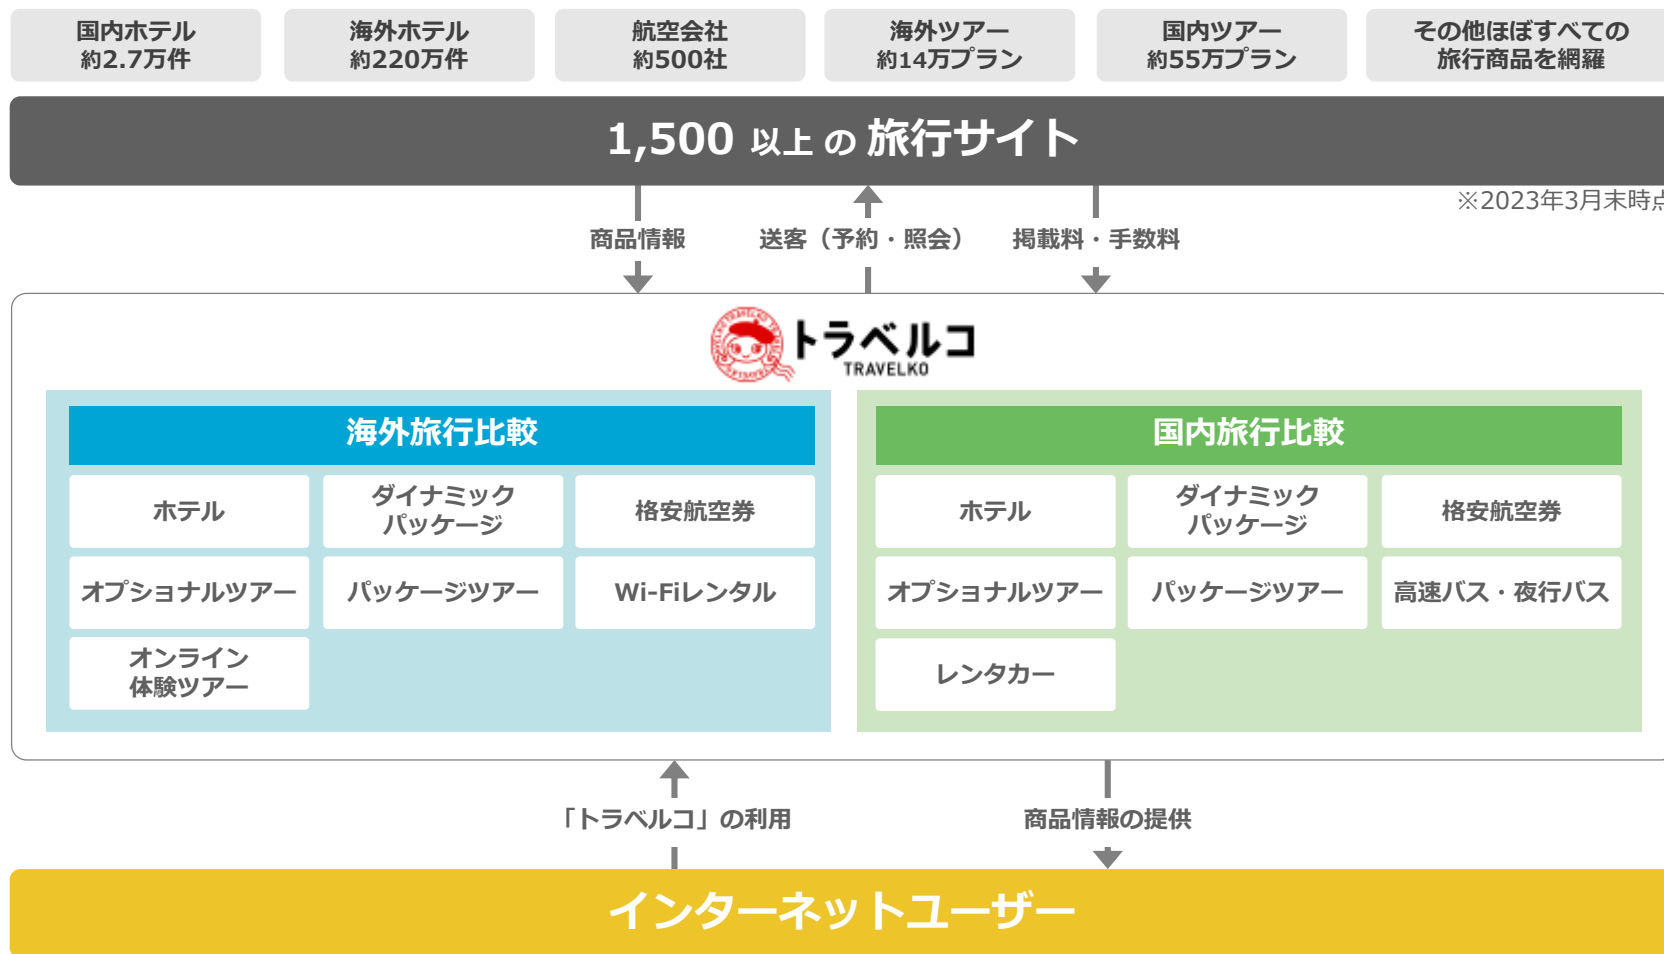 国内ホテル
約2.7万件
海外ホテル
約220万件
航空会社
約500社
海外ツアー
約14万プラン
国内ツアー
約55万プラン
その他ほぼすべての
旅行商品を網羅
1,500 以上 の 旅行サイト
※2023年3月末時点
商品情報
送客（予約・照会）
掲載料・手数料
トラベルコ
TRAVELKO
海外旅行比較
ホテル
ダイナミック
パッケージ
格安航空券
オプショナルツアー
パッケージツアー
Wi-Fiレンタル
オンライン
体験ツアー
国内旅行比較
ホテル
ダイナミック
パッケージ
格安航空券
オプショナルツアー
パッケージツアー
高速バス・夜行バス
レンタカー
「トラベルコ」の利用
商品情報の提供
インターネットユーザー